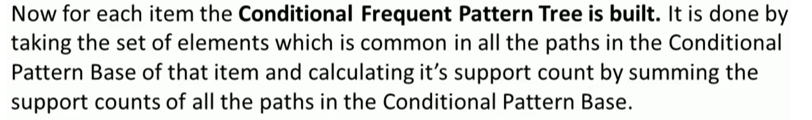 Now for each item the Conditional Frequent Pattern Tree is built. It is done by
taking the set of elements which is common in all the paths in the Conditional
Pattern Base of that item and calculating it's support count by summing the
support counts of all the paths in the Conditional Pattern Base.